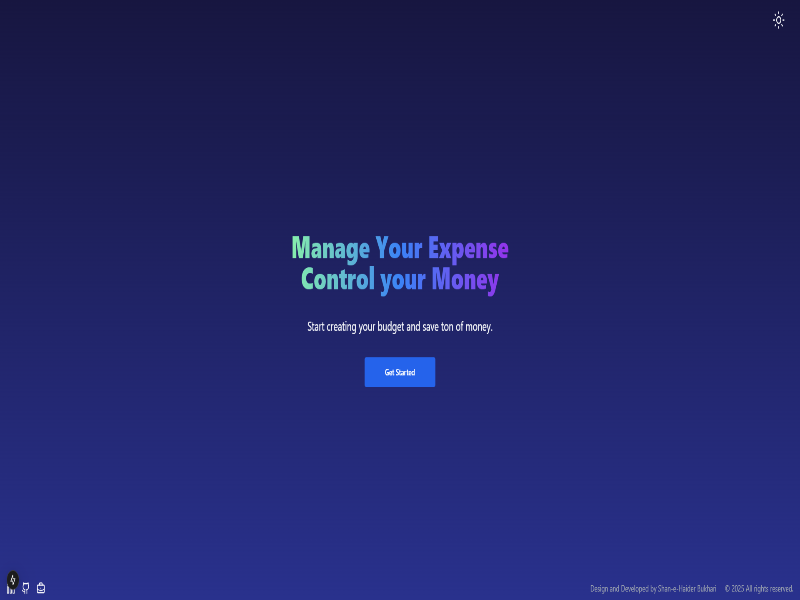 Manage Your Expense
Control your Money
Start creating your budget and save ton of money.
Get Started
Design and Developed by Shan-e-Haider Bukhari © 2025 All rights reserved.